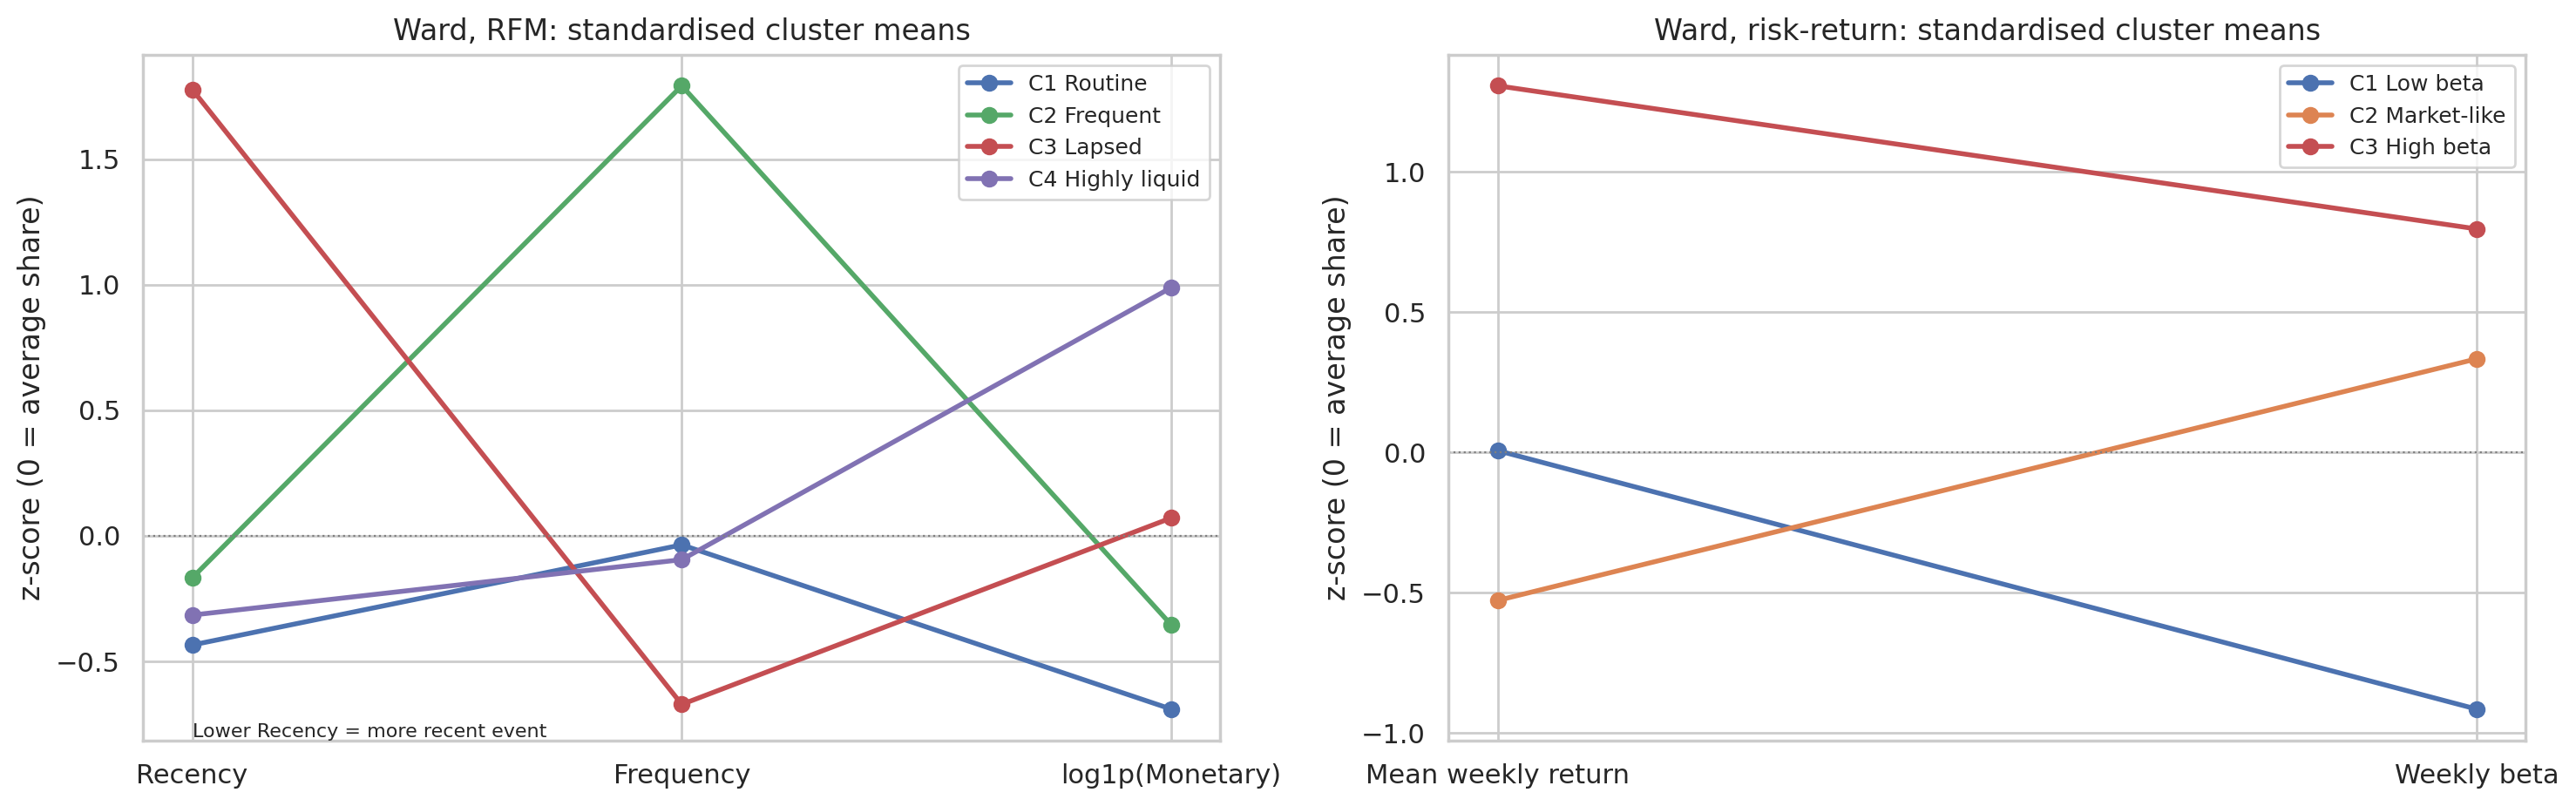 Ward, RFM: standardised cluster means
z-score (0 = average share)
1.5
1.0
0.5
0.0
−0.5
C1 Routine
C2 Frequent
C3 Lapsed
C4 Highly liquid
Lower Recency = more recent event
Recency
Frequency
log1p(Monetary)
Ward, risk-return: standardised cluster means
z-score (0 = average share)
1.0
0.5
0.0
−0.5
−1.0
C1 Low beta
C2 Market-like
C3 High beta
Mean weekly return
Weekly beta